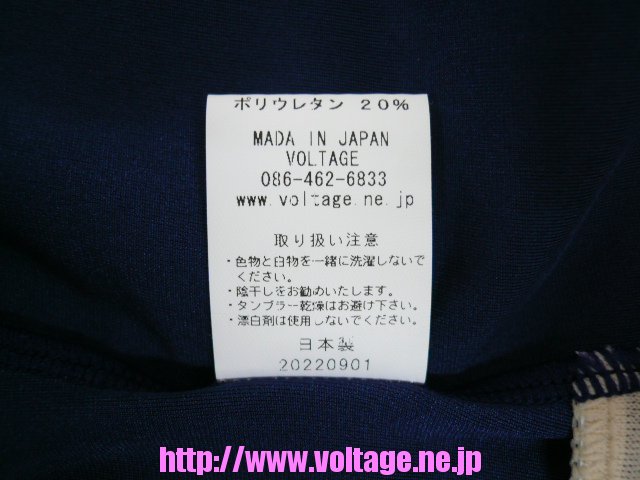 ポリウレタン 20%
MADA IN JAPAN
VOLTAGE
086-462-6833
www.voltage.ne.jp
取り扱い注意
・色物と白物を一緒に洗濯しないで
ください。
・陰干しをお勧めいたします。
・タンブラー乾燥はお避け下さい。
・漂白剤は使用しないでください。
日本製
20220901
http://www.voltage.ne.jp